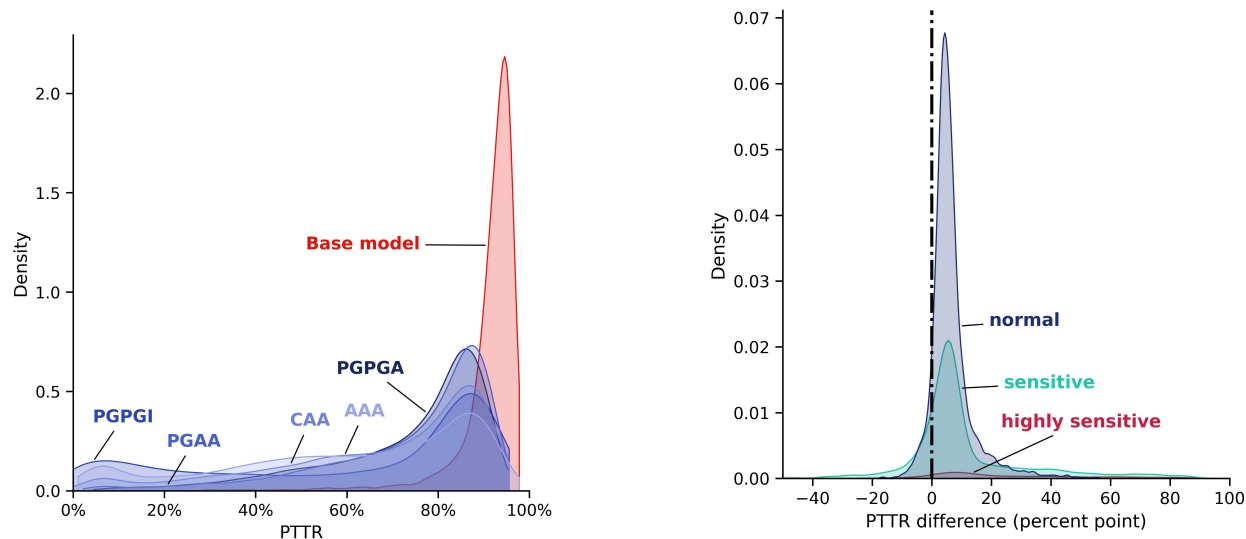 Density
2.0
1.5
1.0
0.5
0.0
Base model
PGPGA
PGPGI
PGAA
CAA
AAA
0% 20% 40% 60% 80% 100%
PTTR
Density
0.07
0.06
0.05
0.04
0.03
0.02
0.01
0.00
normal
sensitive
highly sensitive
−40 −20 0 20 40 60 80 100
PTTR difference (percent point)